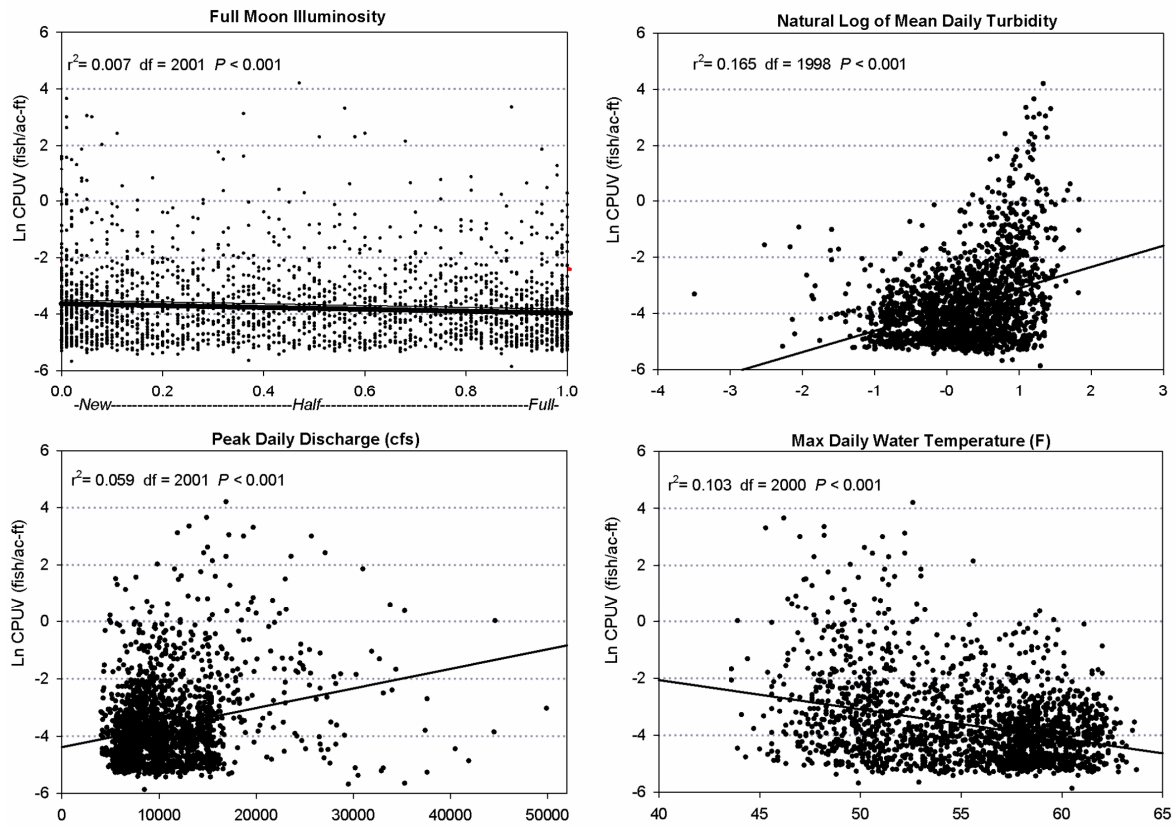 Full Moon Illuminosity
r2= 0.007 df = 2001 P < 0.001
Ln CPUV (fish/ac-ft)
6
4
2
0
-2
-4
-6
0.0 0.2 0.4 0.6 0.8 1.0
-New-----------------------------------Half-----------------------------------Full-
Natural Log of Mean Daily Turbidity
r2= 0.165 df = 1998 P < 0.001
Ln CPUV (fish/ac-ft)
6
4
2
0
-2
-4
-6
-4 -3 -2 -1 -0 1 2 3
Peak Daily Discharge (cfs)
r2= 0.059 df = 2001 P < 0.001
Ln CPUV (fish/ac-ft)
6
4
2
0
-2
-4
-6
0 10000 20000 30000 40000 50000
Max Daily Water Temperature (F)
r2= 0.103 df = 2000 P < 0.001
Ln CPUV (fish/ac-ft)
6
4
2
0
-2
-4
-6
40 45 50 55 60 65